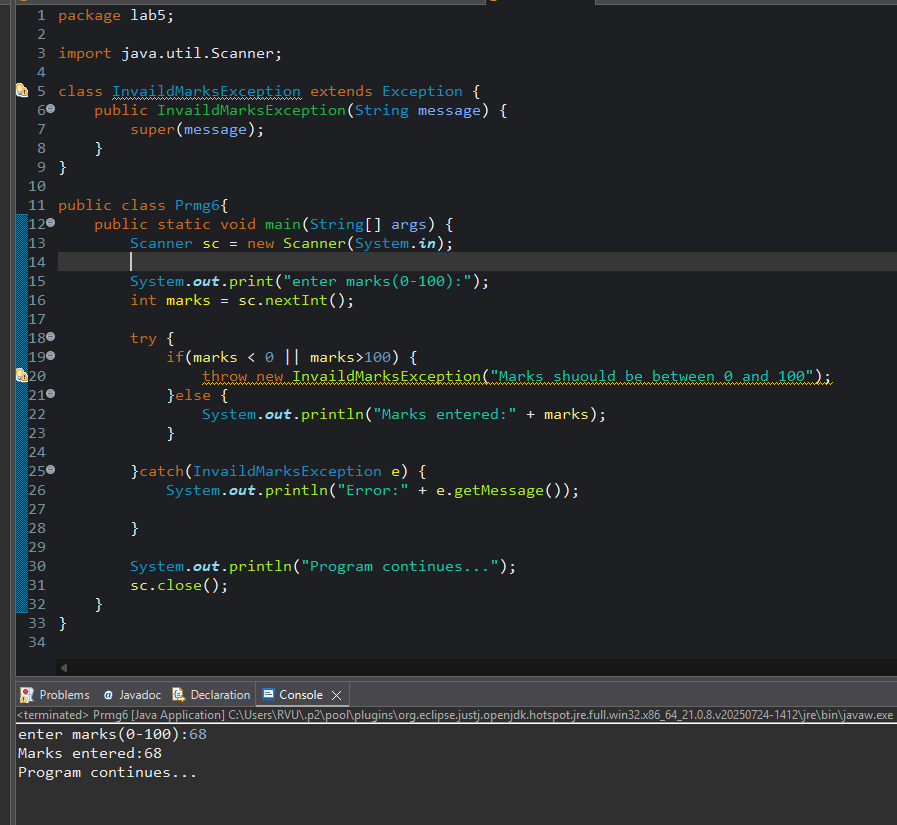 1 package lab5;
2
3 import java.util.Scanner;
4
5 class InvaildMarksException extends Exception {
6     public InvaildMarksException(String message) {
7         super(message);
8     }
9 }
10
11 public class Prmg6{
12     public static void main(String[] args) {
13         Scanner sc = new Scanner(System.in);
14
15         System.out.print("enter marks(0-100):");
16         int marks = sc.nextInt();
17
18         try {
19             if(marks < 0 || marks>100) {
20                 throw new InvaildMarksException("Marks shuould be between 0 and 100");
21             }else {
22                 System.out.println("Marks entered:" + marks);
23             }
24
25         }catch(InvaildMarksException e) {
26             System.out.println("Error:" + e.getMessage());
27
28         }
29
30         System.out.println("Program continues...");
31         sc.close();
32     }
33 }
34
Problems Javadoc Declaration Console
<terminated> Prmg6 [Java Application] C:\Users\RVU\.p2\pool\plugins\org.eclipse.justj.openjdk.hotspot.jre.full.win32.x86_64_21.0.8.v20250724-1412\jre\bin\javaw.exe
enter marks(0-100):68
Marks entered:68
Program continues...